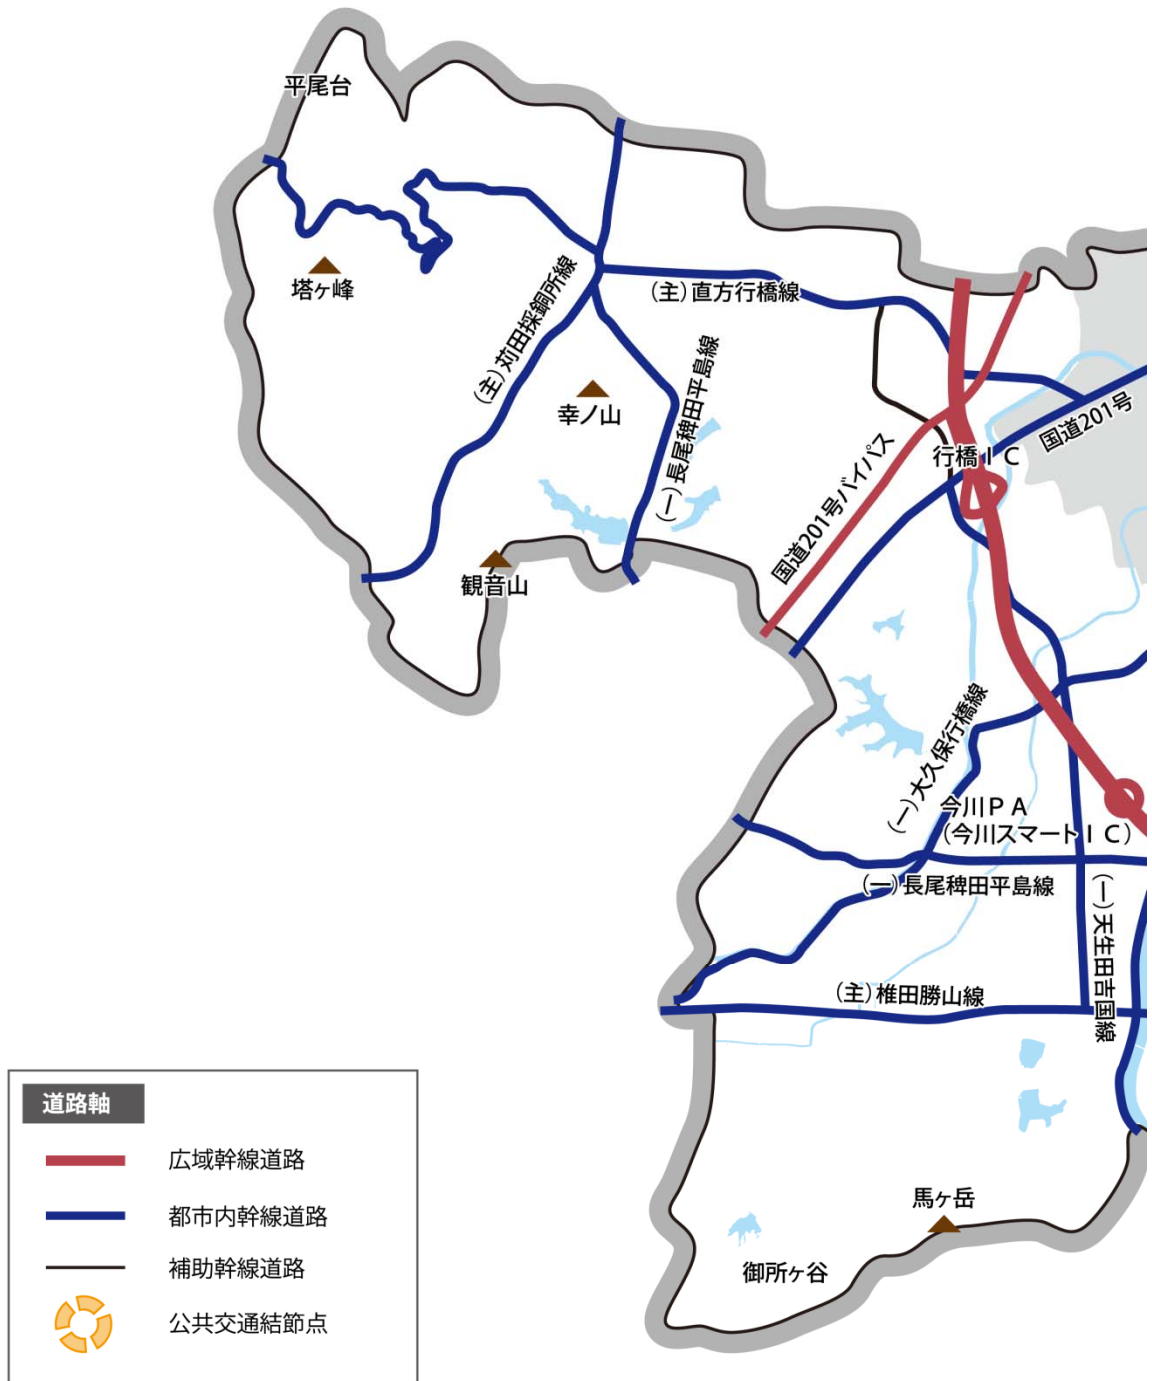 平尾台
塔ヶ峰
(主)苅田採銅所線
(主)直方行橋線
幸ノ山
(一)長尾稗田平島線
国道201号
行橋IC
国道201号バイパス
観音山
(一)大久保行橋線
今川PA
(今川スマートIC)
(一)長尾稗田平島線
(一)天生田吉国線
(主)椎田勝山線
馬ヶ岳
御所ヶ谷
道路軸
広域幹線道路
都市内幹線道路
補助幹線道路
公共交通結節点